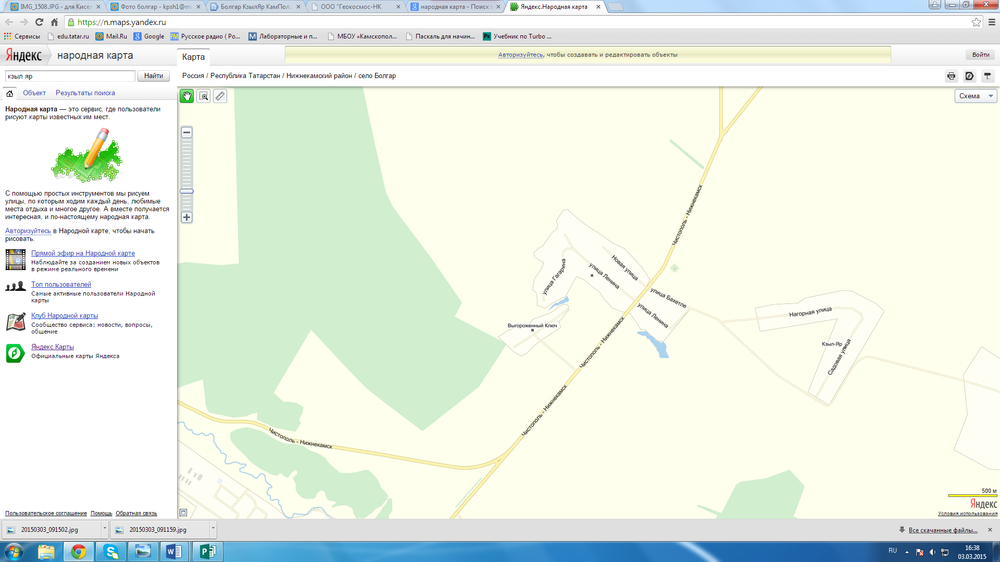 IMG_1508.JPG - для Кисел
Фото болгар - kpsh1@ma
Болгар КзылЯр КамПол.
ООО "Геокосмос-НК
народная карта - Поиск
Яндекс.Народная карта
https://n.maps.yandex.ru
Сервисы
edu.tatar.ru
Mail.Ru
Google
Русское радио ( Ро...
Лабораторные и п...
МБОУ «Камскопол...
Паскаль для начин...
Учебник по Turbo ...
Яндекс
народная карта
Карта
Авторизуйтесь, чтобы создавать и редактировать объекты
Войти
кзыл яр
Найти
Россия / Республика Татарстан / Нижнекамский район / село Болгар
Объект
Результаты поиска
Схема
Народная карта — это сервис, где пользователи
рисуют карты известных им мест.
С помощью простых инструментов мы рисуем
улицы, по которым ходим каждый день, любимые
места отдыха и многое другое. А вместе получается
интересная, и по-настоящему народная карта.
Авторизуйтесь в Народной карте, чтобы начать
рисовать.
Прямой эфир на Народной карте
Наблюдайте за созданием новых объектов
в режиме реального времени
Топ пользователей
Самые активные пользователи Народной
карты
Клуб Народной карты
Сообщество сервиса: новости, вопросы,
общение
Яндекс.Карты
Официальные карты Яндекса
Чистополь - Нижнекамск
Новая улица
улица Гагарина
улица Ленина
улица Бахетле
улица Ленина
Нагорная улица
Выгороженный Ключ
Чистополь - Нижнекамск
Кзыл-Яр
Садовая улица
Чистополь - Нижнекамск
Чистополь - Нижнекамск
500 м
Яндекс
Условия использования
Пользовательское соглашение
Помощь
Обратная связь
20150303_091502.jpg
20150303_091159.jpg
Все скачанные файлы...
RU
16:38
03.03.2015